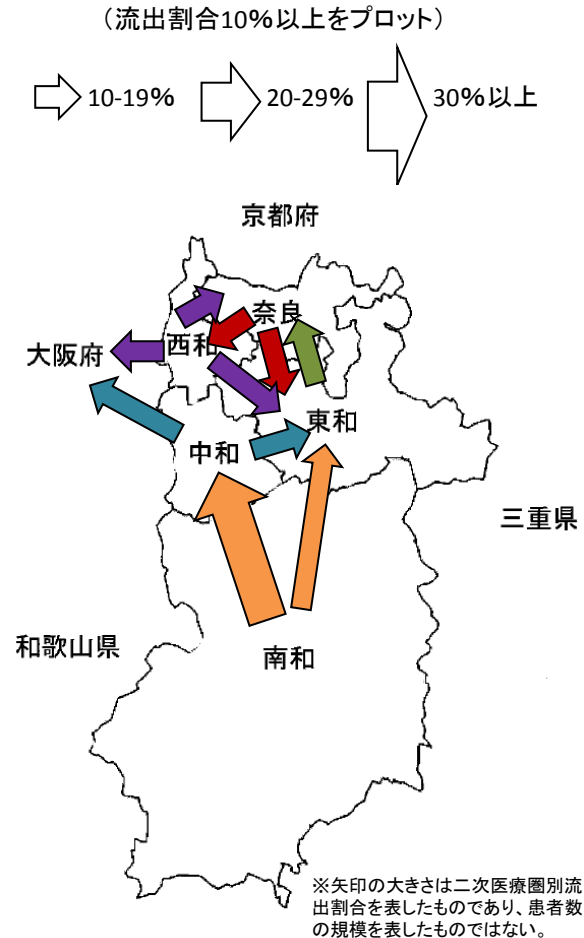 （流出割合10%以上をプロット）
10-19%
20-29%
30%以上
京都府
奈良
大阪府
西和
東和
中和
三重県
和歌山県
南和
※矢印の大きさは二次医療圏別流
出割合を表したものであり、患者数
の規模を表したものではない。